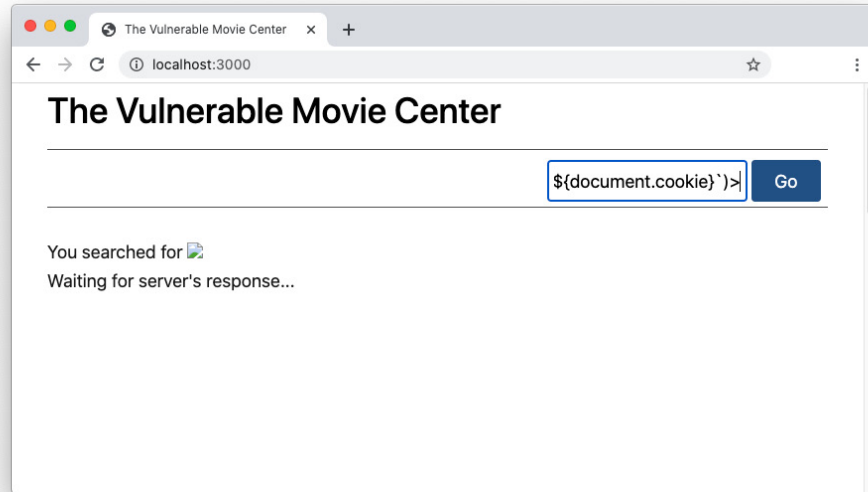 The Vulnerable Movie Center
localhost:3000
The Vulnerable Movie Center
${document.cookie}`)>
Go
You searched for
Waiting for server's response...